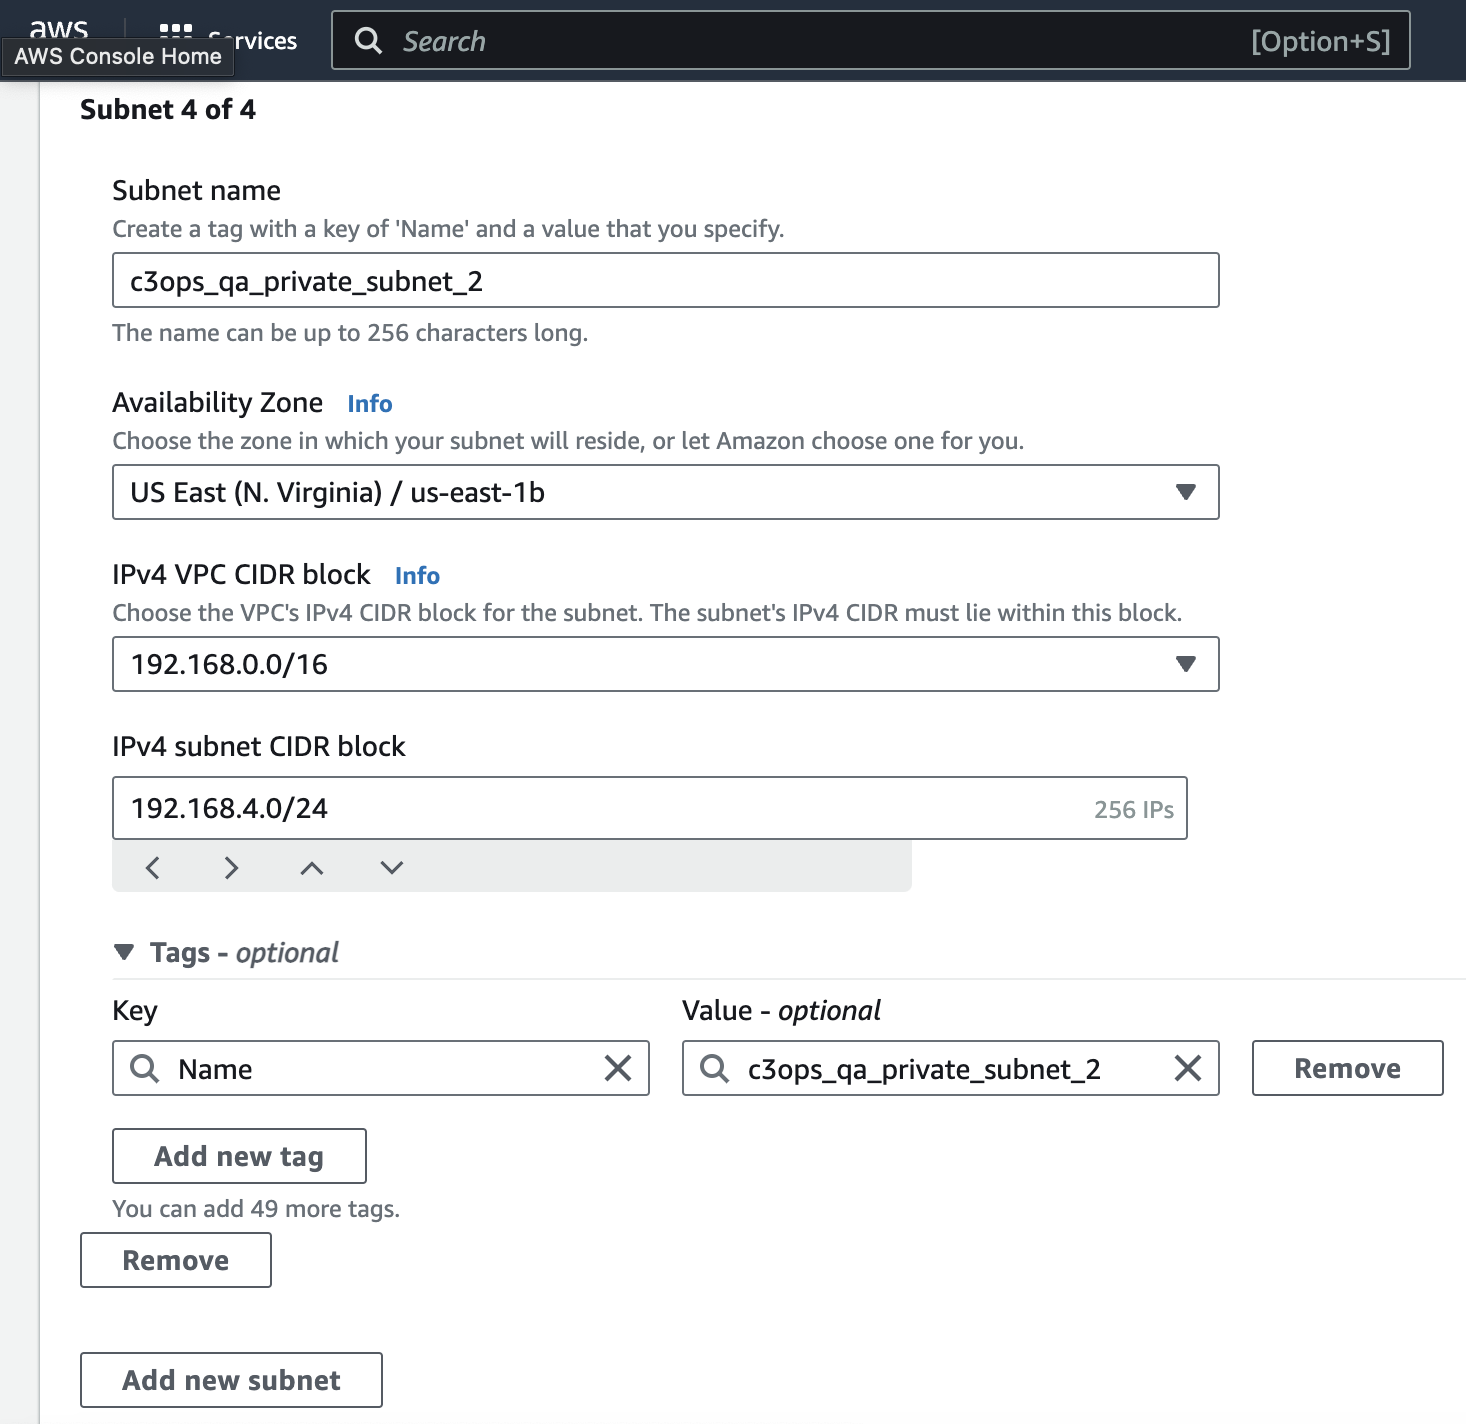 aws
Services
Search
[Option+S]
AWS Console Home
Subnet 4 of 4
Subnet name
Create a tag with a key of 'Name' and a value that you specify.
c3ops_qa_private_subnet_2
The name can be up to 256 characters long.
Availability Zone Info
Choose the zone in which your subnet will reside, or let Amazon choose one for you.
US East (N. Virginia) / us-east-1b
IPv4 VPC CIDR block Info
Choose the VPC's IPv4 CIDR block for the subnet. The subnet's IPv4 CIDR must lie within this block.
192.168.0.0/16
IPv4 subnet CIDR block
192.168.4.0/24 256 IPs
Tags - optional
Key Value - optional
Name c3ops_qa_private_subnet_2 Remove
Add new tag
You can add 49 more tags.
Remove
Add new subnet